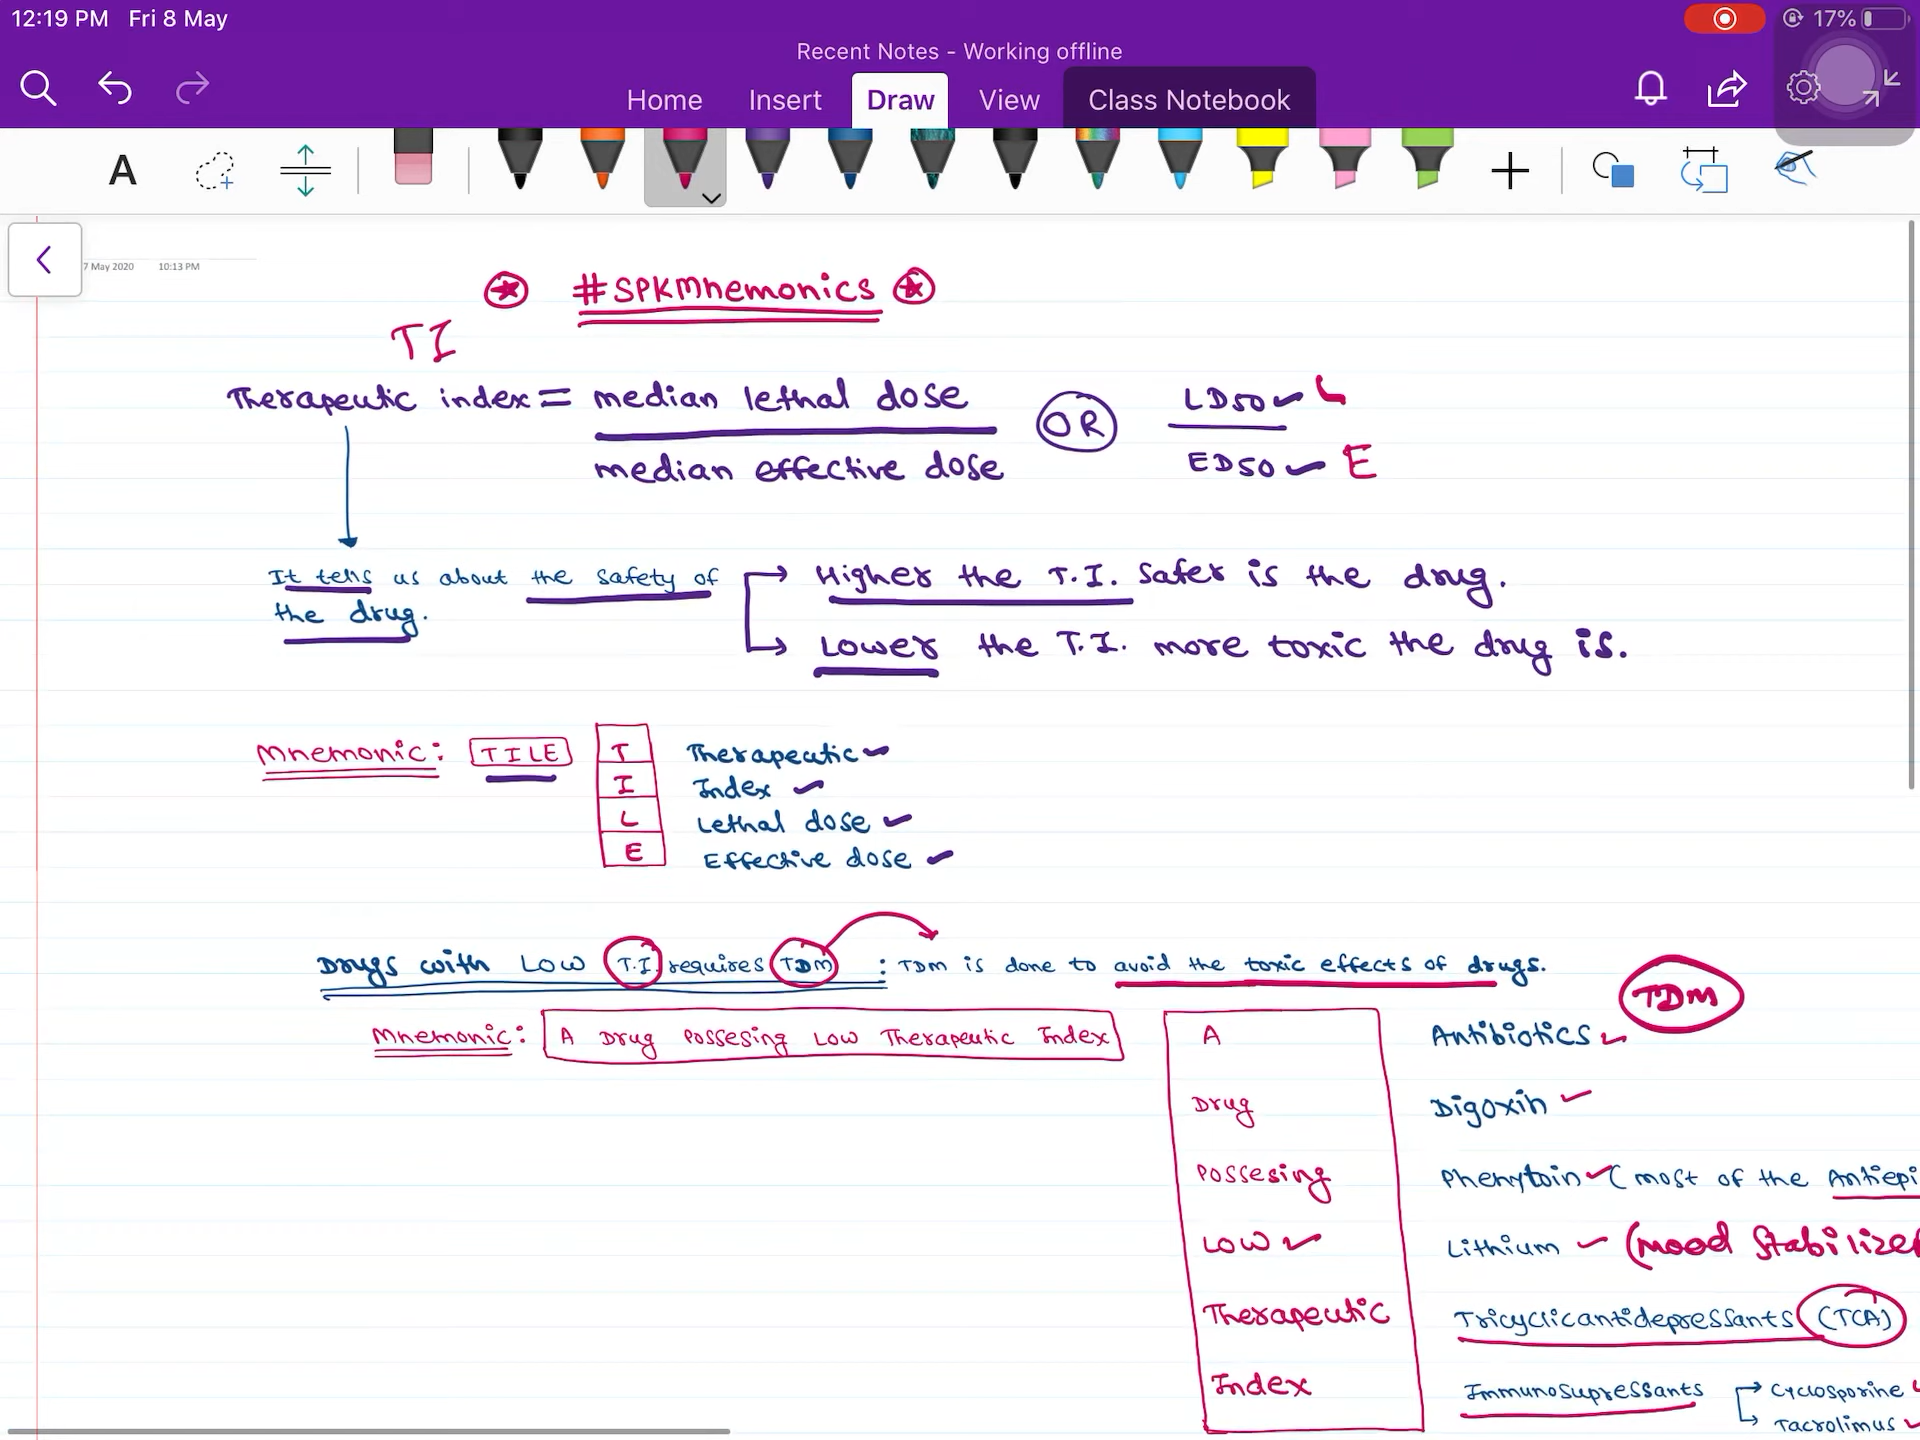 12:19 PM Fri 8 May
17%
Recent Notes - Working offline
Home Insert Draw View Class Notebook
A
7 May 2020 10:13 PM
#SPKMnemonics
TI
Therapeutic index = median lethal dose OR LD50 L
median effective dose ED50 E
It tells us about the safety of
the drug.
Higher the T.I. Safer is the drug.
Lower the T.I. more toxic the drug is.
Mnemonic: TILE
T Therapeutic
I Index
L Lethal dose
E Effective dose
Drugs with Low T.I. requires TDM : TDM is done to avoid the toxic effects of drugs.
TDM
Mnemonic: A Drug Possesing Low Therapeutic Index
A Antibiotics
Drug Digoxin
Possesing Phenytoin (most of the Antiepi
Low Lithium (mood Stabilizer
Therapeutic Tricyclicantidepressants (TCA)
Index Immunosupressants Cyclosporine
Tacrolimus